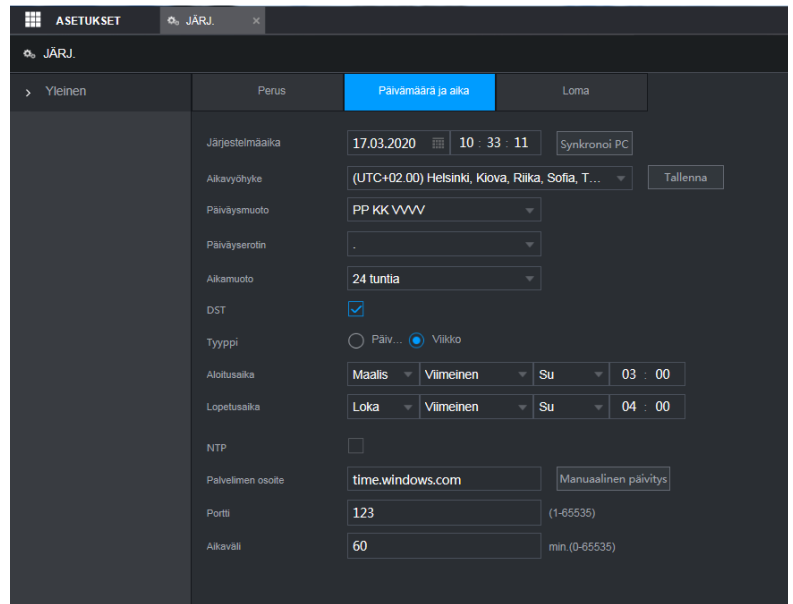 ASETUKSET JÄRJ. ×
JÄRJ.
Yleinen
Perus Päivämäärä ja aika Loma
Järjestelmäaika 17.03.2020 10 : 33 : 11 Synkronoi PC
Aikavyöhyke (UTC+02.00) Helsinki, Kiova, Riika, Sofia, T... Tallenna
Päiväysmuoto PP KK VVVV
Päiväyserotin .
Aikamuoto 24 tuntia
DST
Tyyppi Päiv... Viikko
Aloitusaika Maalis Viimeinen Su 03 : 00
Lopetusaika Loka Viimeinen Su 04 : 00
NTP
Palvelimen osoite time.windows.com Manuaalinen päivitys
Portti 123 (1-65535)
Aikaväli 60 min.(0-65535)